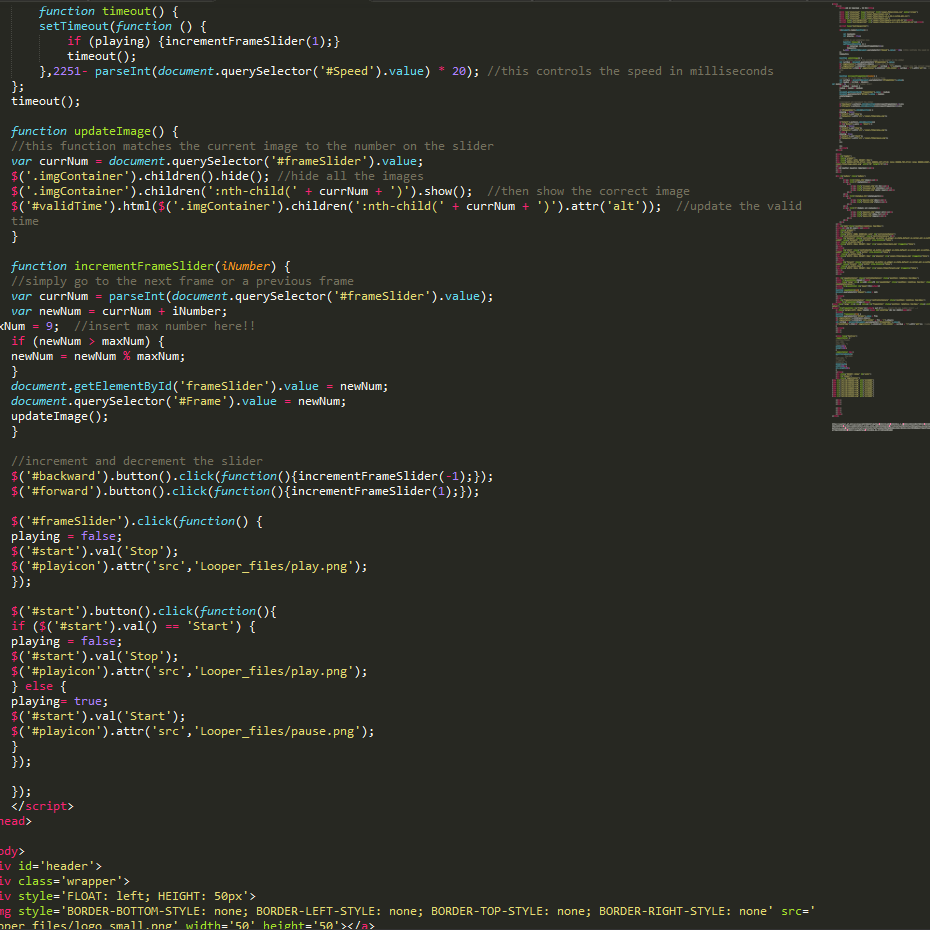 function timeout() {
setTimeout(function () {
if (playing) {incrementFrameSlider(1);}
timeout();
},2251- parseInt(document.querySelector('#Speed').value) * 20); //this controls the speed in milliseconds
};
timeout();
function updateImage() {
//this function matches the current image to the number on the slider
var currNum = document.querySelector('#frameSlider').value;
$('.imgContainer').children().hide(); //hide all the images
$('.imgContainer').children(':nth-child(' + currNum + ')').show();  //then show the correct image
$('#validTime').html($('.imgContainer').children(':nth-child(' + currNum + ')').attr('alt'));  //update the valid
time
}
function incrementFrameSlider(iNumber) {
//simply go to the next frame or a previous frame
var currNum = parseInt(document.querySelector('#frameSlider').value);
var newNum = currNum + iNumber;
xNum = 9;  //insert max number here!!
if (newNum > maxNum) {
newNum = newNum % maxNum;
}
document.getElementById('frameSlider').value = newNum;
document.querySelector('#Frame').value = newNum;
updateImage();
}
//increment and decrement the slider
$('#backward').button().click(function(){incrementFrameSlider(-1);});
$('#forward').button().click(function(){incrementFrameSlider(1);});
$('#frameSlider').click(function() {
playing = false;
$('#start').val('Stop');
$('#playicon').attr('src','Looper_files/play.png');
});
$('#start').button().click(function(){
if ($('#start').val() == 'Start') {
playing = false;
$('#start').val('Stop');
$('#playicon').attr('src','Looper_files/play.png');
} else {
playing= true;
$('#start').val('Start');
$('#playicon').attr('src','Looper_files/pause.png');
}
});
});
</script>
head>
ody>
iv id='header'>
iv class='wrapper'>
iv style='FLOAT: left; HEIGHT: 50px'>
mg style='BORDER-BOTTOM-STYLE: none; BORDER-LEFT-STYLE: none; BORDER-TOP-STYLE: none; BORDER-RIGHT-STYLE: none' src='
oper_files/logo_small.png' width='50' height='50'></a>